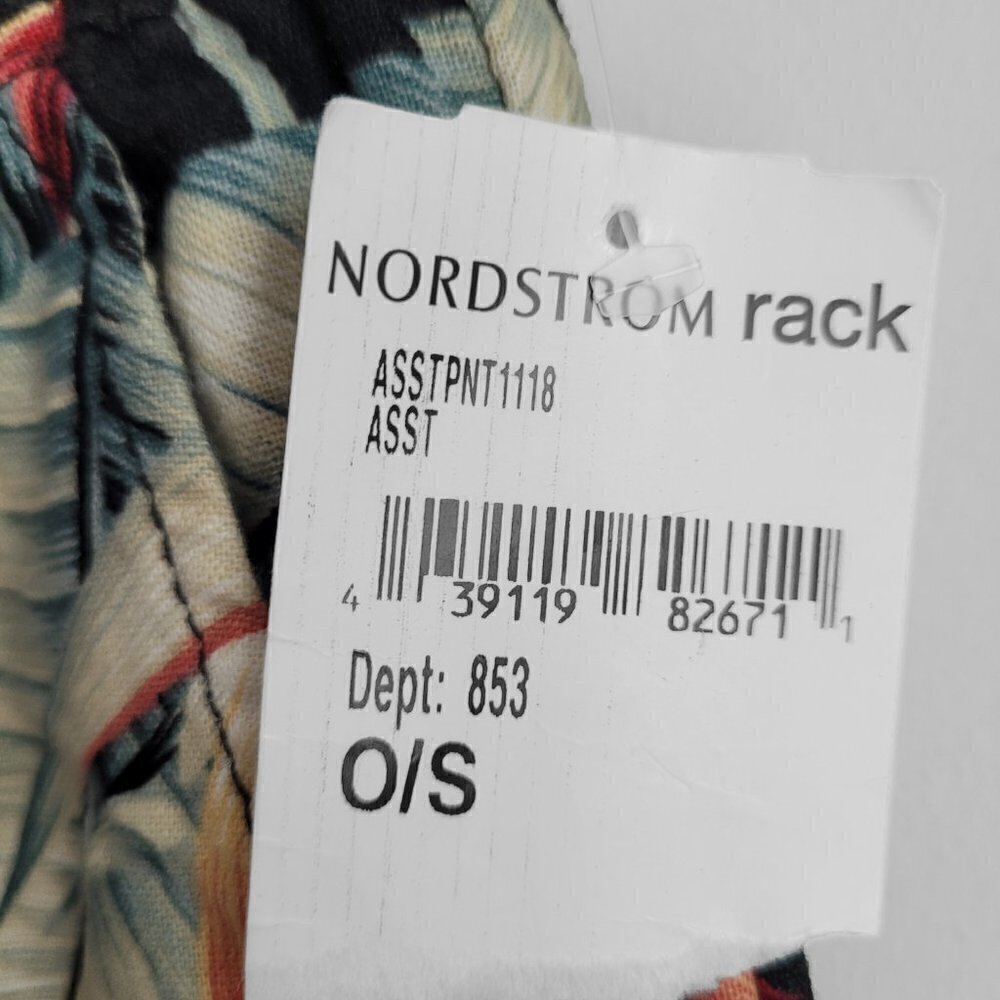 NORDSTROM rack
ASSTPNT1118
ASST
4 39119 82671 1
Dept: 853
O/S